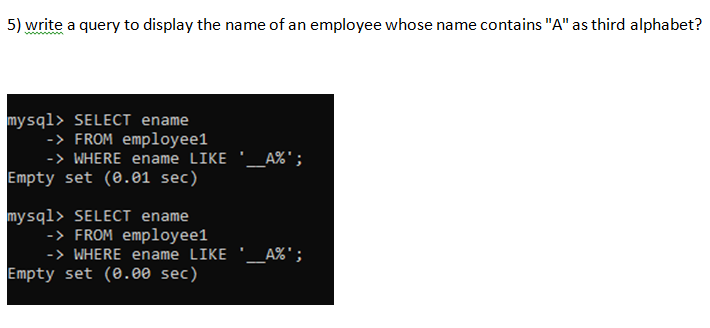 5) write a query to display the name of an employee whose name contains "A" as third alphabet?
mysql> SELECT ename
-> FROM employee1
-> WHERE ename LIKE '__A%';
Empty set (0.01 sec)
mysql> SELECT ename
-> FROM employee1
-> WHERE ename LIKE '__A%';
Empty set (0.00 sec)